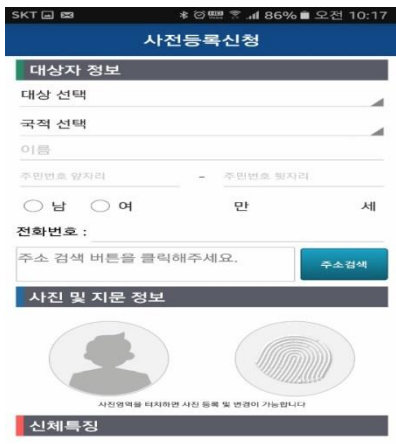 SKT 86% 오전 10:17
사전등록신청
대상자 정보
대상 선택
국적 선택
이름
주민번호 앞자리 - 주민번호 뒷자리
남 여 만 세
전화번호 :
주소 검색 버튼을 클릭해주세요. 주소검색
사진 및 지문 정보
사진영역을 터치하면 사진 등록 및 변경이 가능합니다
신체특징